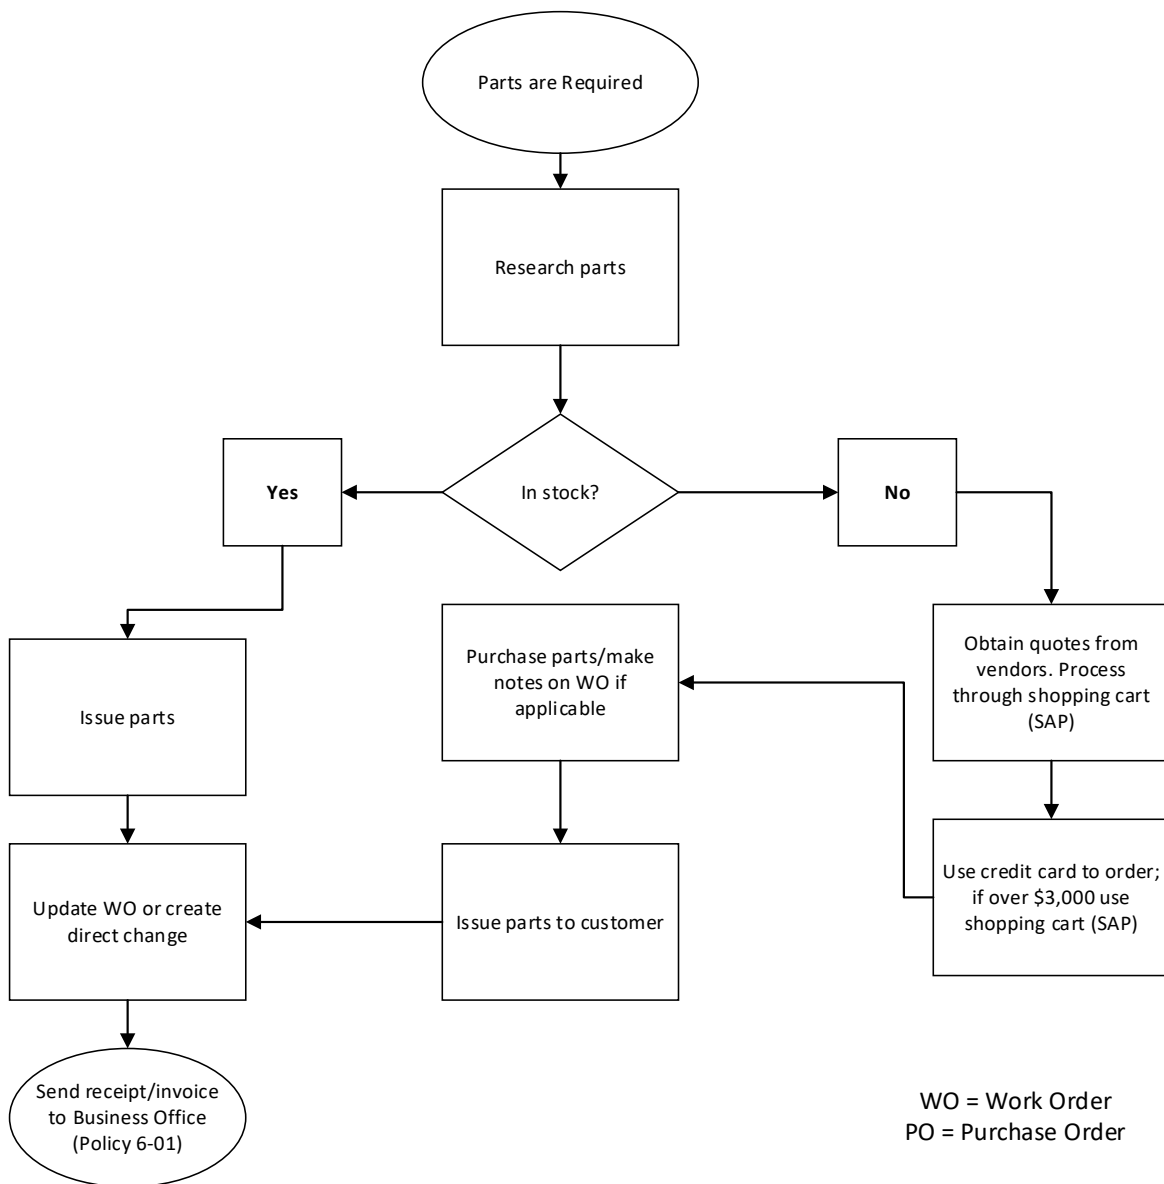 Parts are Required
Research parts
Yes
In stock?
No
Purchase parts/make
notes on WO if
applicable
Obtain quotes from
vendors. Process
through shopping cart
(SAP)
Issue parts
Update WO or create
direct change
Issue parts to customer
Use credit card to order;
if over $3,000 use
shopping cart (SAP)
Send receipt/invoice
to Business Office
(Policy 6-01)
WO = Work Order
PO = Purchase Order